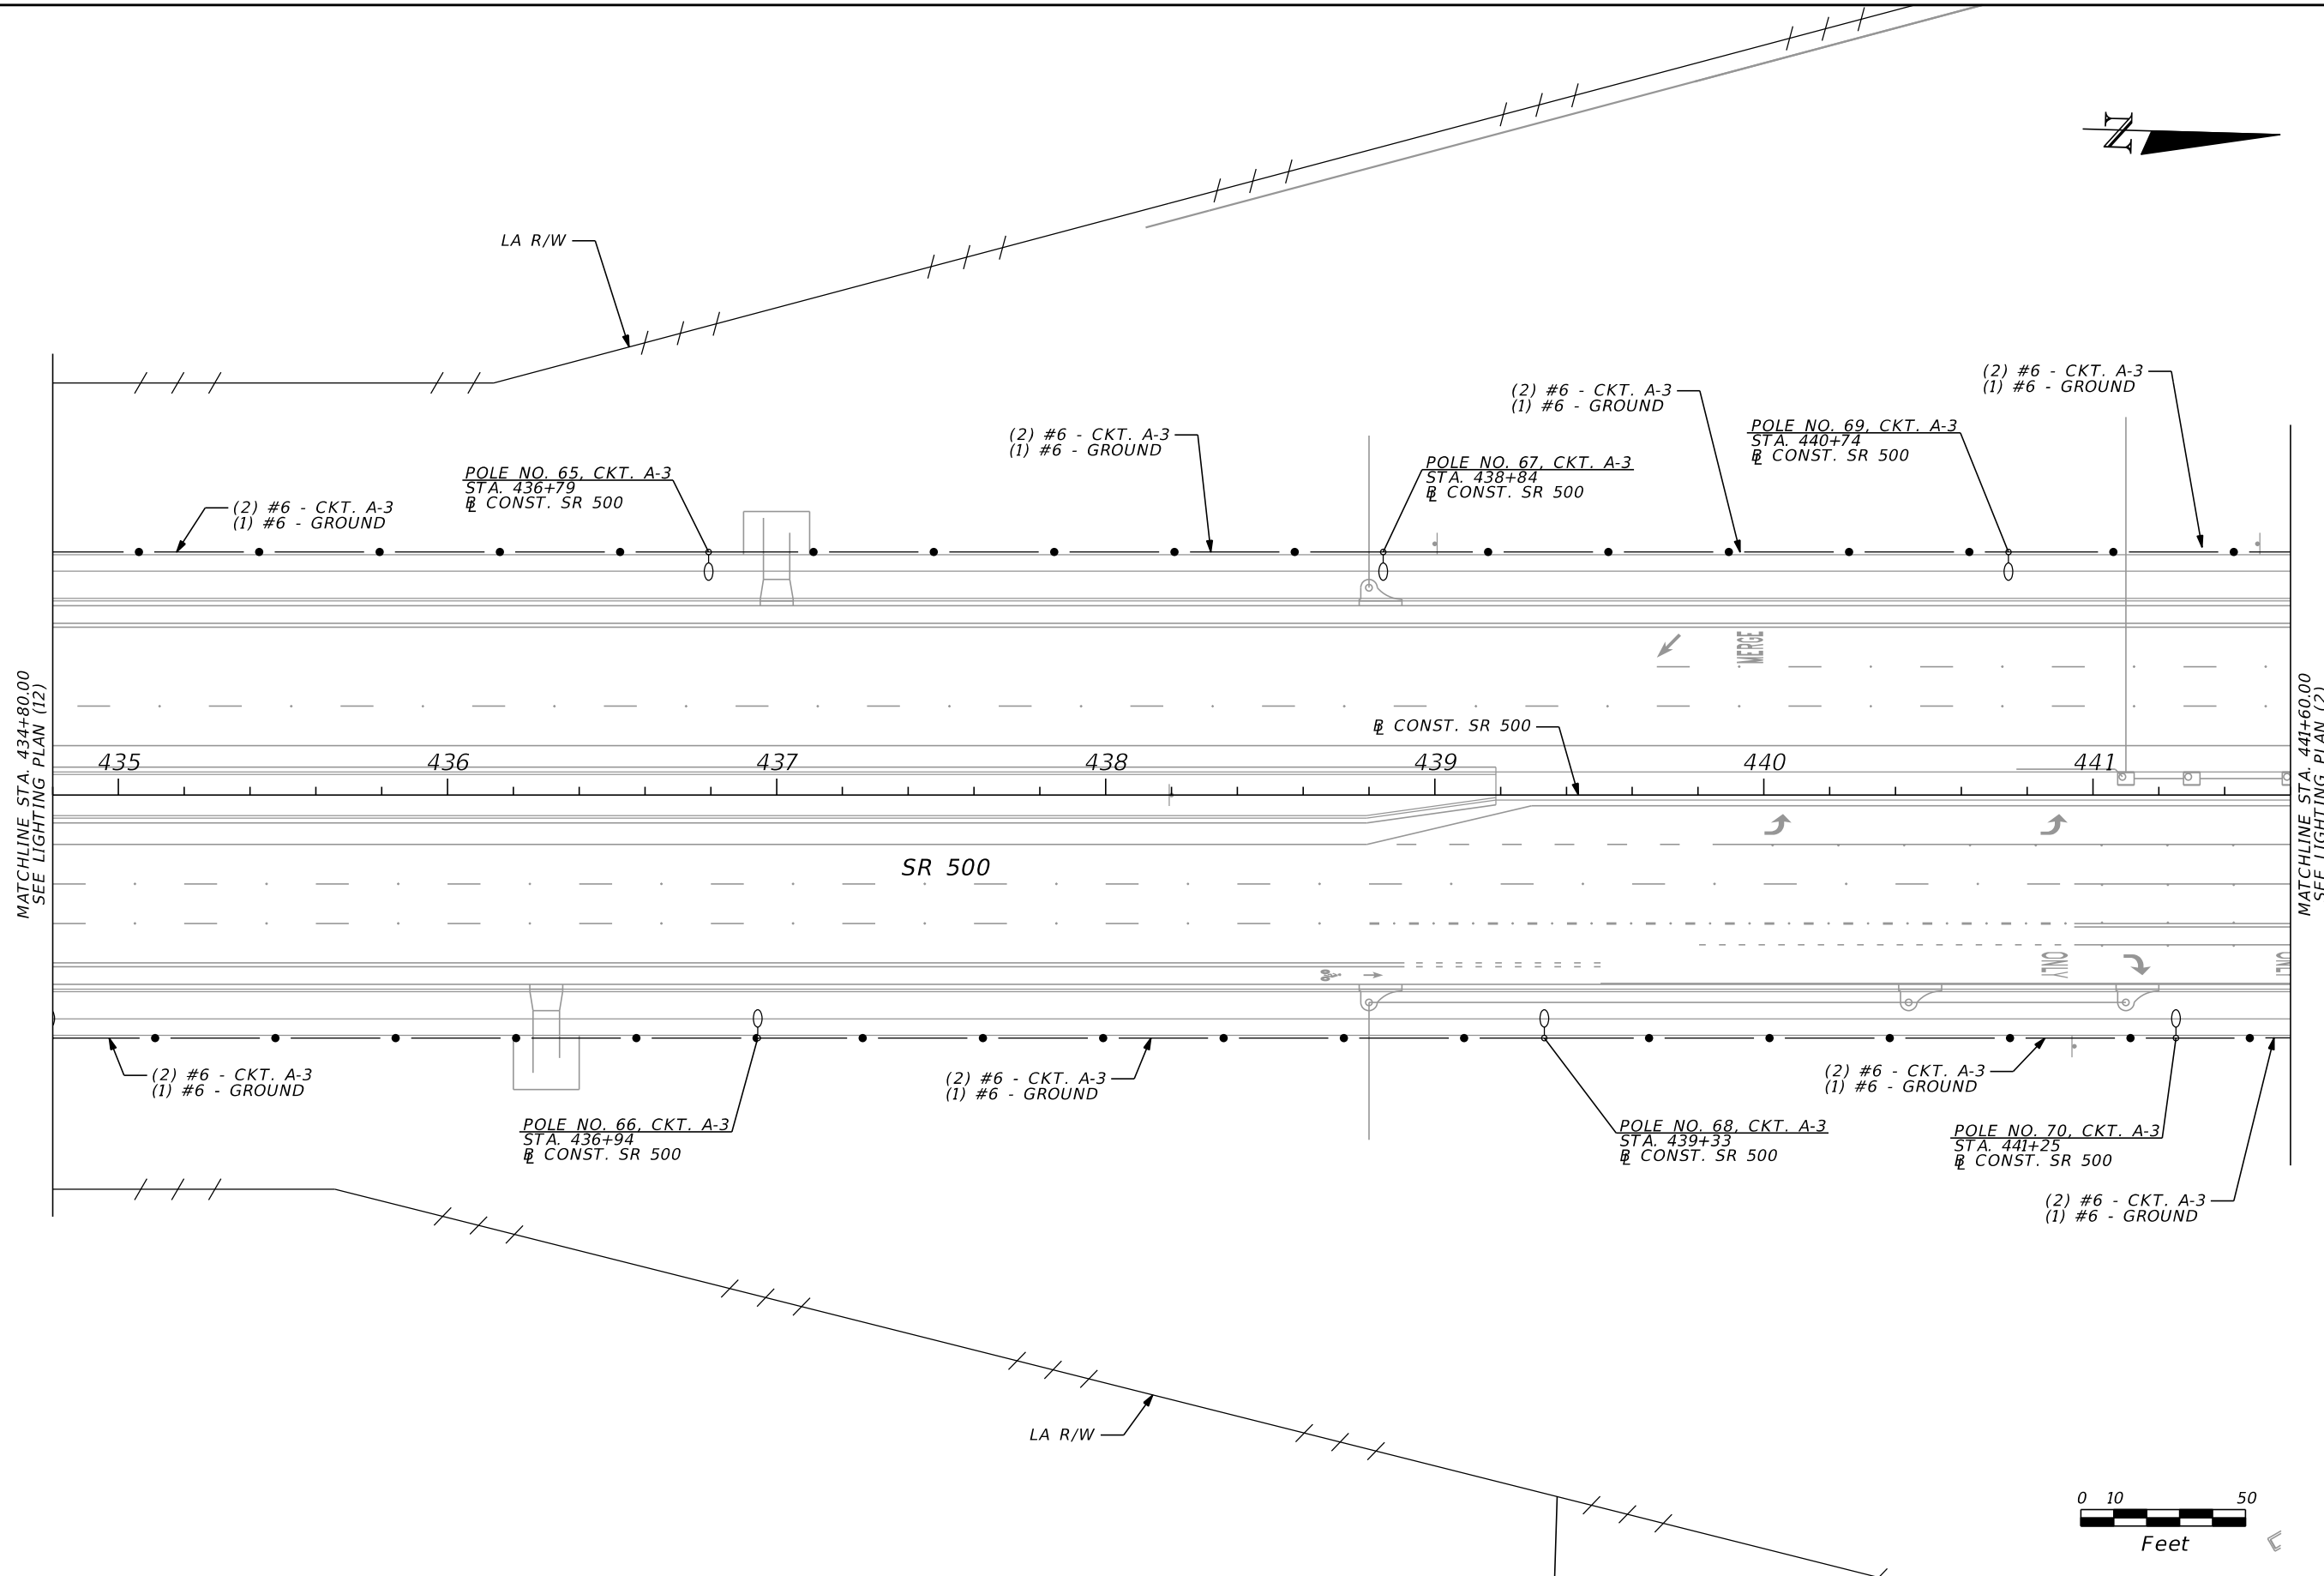 N
LA R/W
(2) #6 - CKT. A-3
(1) #6 - GROUND
(2) #6 - CKT. A-3
(1) #6 - GROUND
POLE NO. 69, CKT. A-3
STA. 440+74
℄ CONST. SR 500
(2) #6 - CKT. A-3
(1) #6 - GROUND
POLE NO. 67, CKT. A-3
STA. 438+84
℄ CONST. SR 500
POLE NO. 65, CKT. A-3
STA. 436+79
℄ CONST. SR 500
(2) #6 - CKT. A-3
(1) #6 - GROUND
MERGE
MATCHLINE STA. 434+80.00
SEE LIGHTING PLAN (12)
MATCHLINE STA. 441+60.00
SEE LIGHTING PLAN (2)
℄ CONST. SR 500
435 436 437 438 439 440 441
SR 500
ONLY
(2) #6 - CKT. A-3
(1) #6 - GROUND
(2) #6 - CKT. A-3
(1) #6 - GROUND
(2) #6 - CKT. A-3
(1) #6 - GROUND
POLE NO. 66, CKT. A-3
STA. 436+94
℄ CONST. SR 500
POLE NO. 68, CKT. A-3
STA. 439+33
℄ CONST. SR 500
POLE NO. 70, CKT. A-3
STA. 441+25
℄ CONST. SR 500
(2) #6 - CKT. A-3
(1) #6 - GROUND
LA R/W
0 10 50
Feet